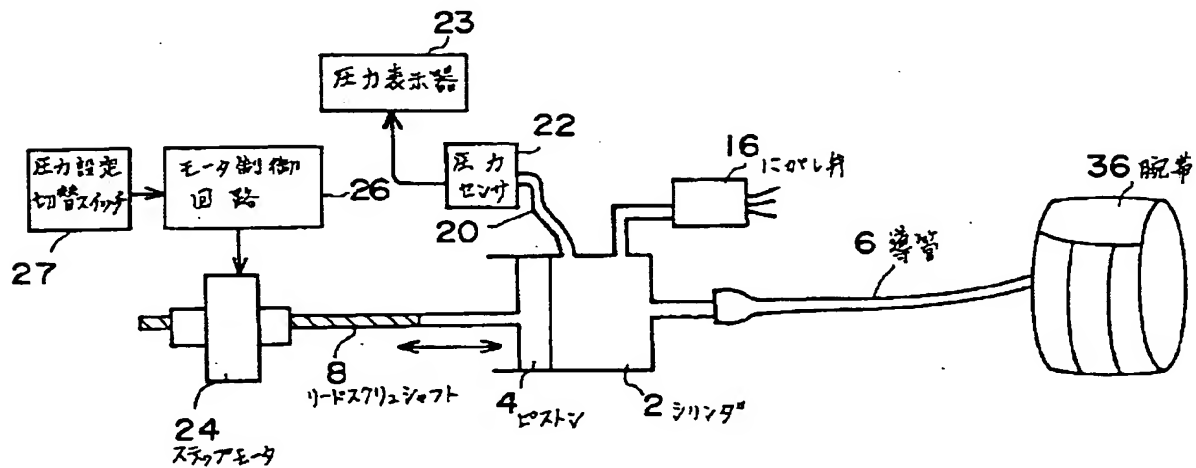 23
圧力表示器
22
圧力
センサ
16 にがし弁
36 腕帯
圧力設定
切替スイッチ
モータ制御
回路
26
20
6 導管
27
8
リードスクリュシャフト
4 ピストン
2 シリンダ
24
ステップモータ